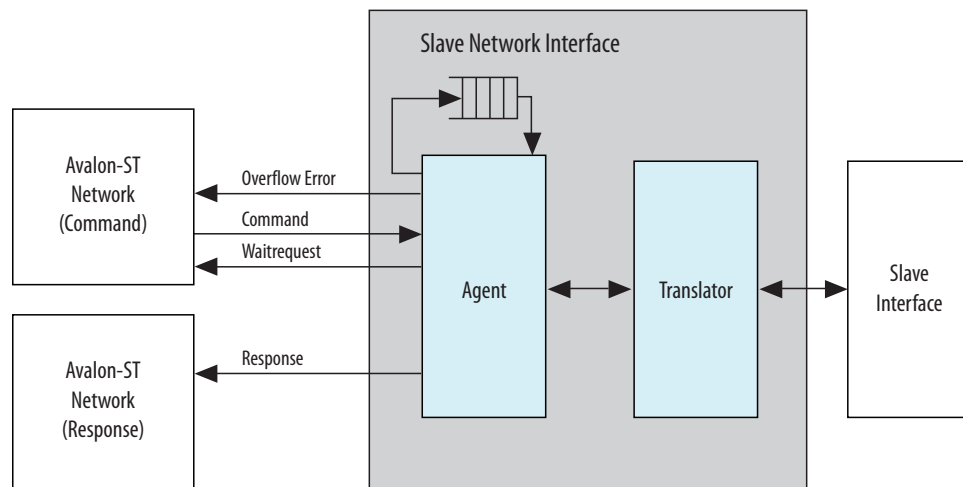 Slave Network Interface
Avalon-ST
Network
(Command)
Overflow Error
Command
Waitrequest
Agent
Translator
Slave
Interface
Avalon-ST
Network
(Response)
Response